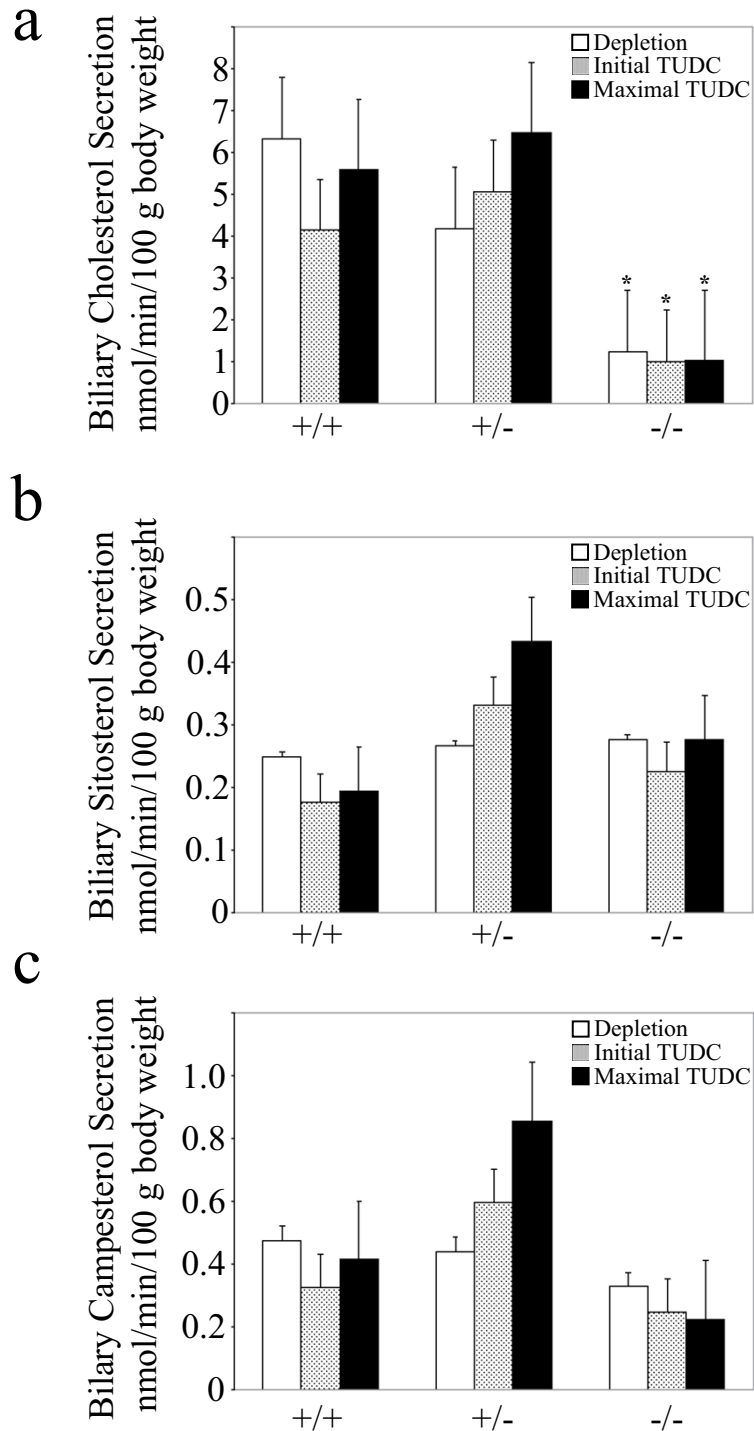 a
Biliary Cholesterol Secretion
nmol/min/100 g body weight
8
7
6
5
4
3
2
1
0
Depletion
Initial TUDC
Maximal TUDC
* * *
+/+ +/- -/-
b
Biliary Sitosterol Secretion
nmol/min/100 g body weight
0.5
0.4
0.3
0.2
0.1
0
Depletion
Initial TUDC
Maximal TUDC
+/+ +/- -/-
c
Bilary Campesterol Secretion
nmol/min/100 g body weight
1.0
0.8
0.6
0.4
0.2
0
Depletion
Initial TUDC
Maximal TUDC
+/+ +/- -/-